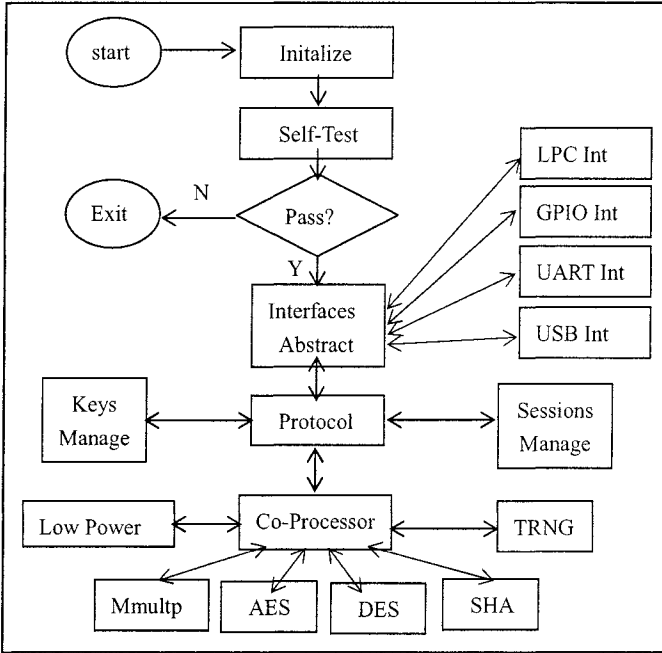 start
Initalize
Self-Test
LPC Int
GPIO Int
N
Exit
Pass?
Y
UART Int
Interfaces
Abstract
USB Int
Keys
Manage
Protocol
Sessions
Manage
Low Power
Co-Processor
TRNG
Mmultp
AES
DES
SHA